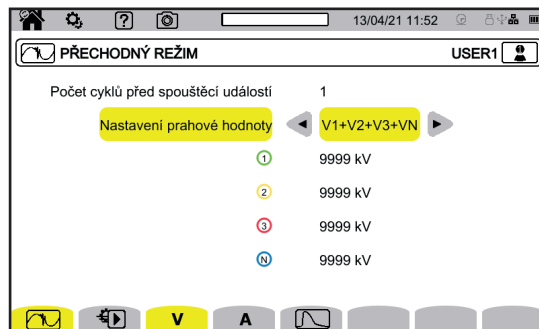 13/04/21 11:52
PŘECHODNÝ REŽIM USER1
Počet cyklů před spouštěcí událostí 1
Nastavení prahové hodnoty V1+V2+V3+VN
1 9999 kV
2 9999 kV
3 9999 kV
N 9999 kV
V A